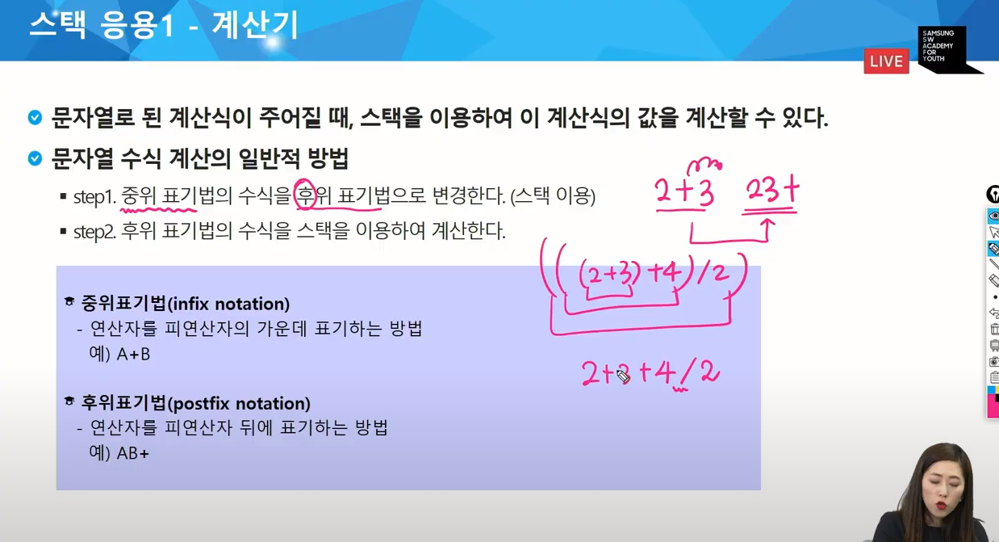 스택 응용1 - 계산기
SAMSUNG
SW
ACADEMY
FOR
YOUTH
LIVE
문자열로 된 계산식이 주어질 때, 스택을 이용하여 이 계산식의 값을 계산할 수 있다.
문자열 수식 계산의 일반적 방법
step1. 중위 표기법의 수식을 후위 표기법으로 변경한다. (스택 이용)
2+3 23+
step2. 후위 표기법의 수식을 스택을 이용하여 계산한다.
(((2+3)+4)/2)
중위표기법(infix notation)
- 연산자를 피연산자의 가운데 표기하는 방법
예) A+B
2+3+4/2
후위표기법(postfix notation)
- 연산자를 피연산자 뒤에 표기하는 방법
예) AB+